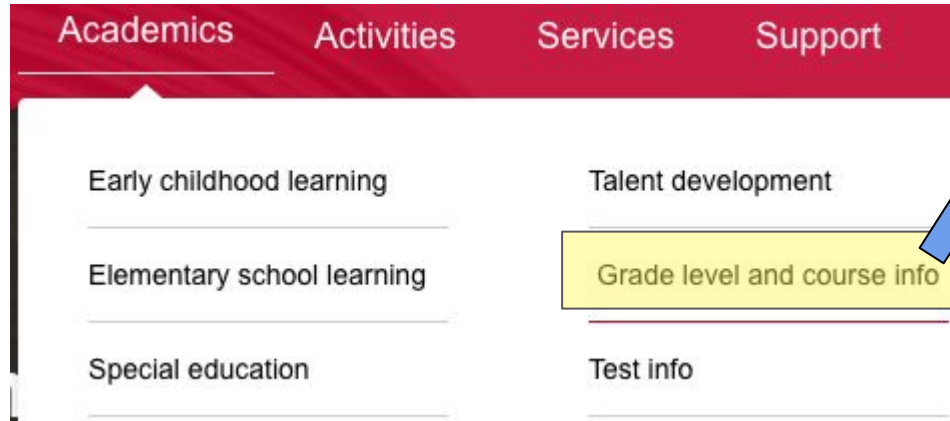 Academics Activities Services Support
Early childhood learning Talent development
Elementary school learning Grade level and course info
Special education Test info